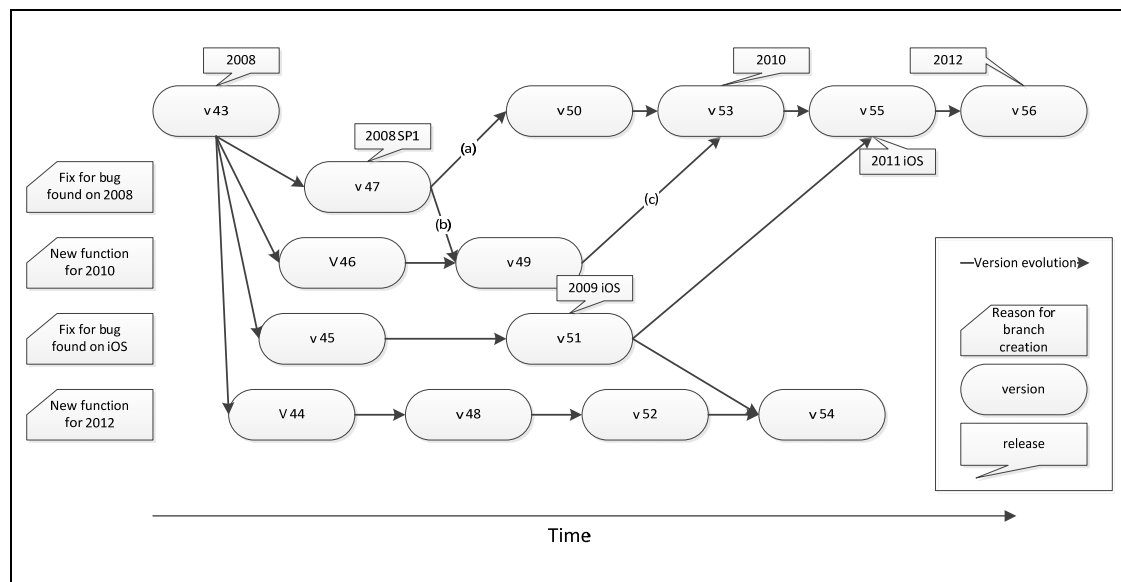 2008
2010
2012
v 43
v 50
v 53
v 55
v 56
2008 SP1
(a)
2011 iOS
Fix for bug
found on 2008
v 47
(c)
(b)
New function
for 2010
V 46
v 49
2009 iOS
Fix for bug
found on iOS
v 45
v 51
New function
for 2012
V 44
v 48
v 52
v 54
Version evolution
Reason for
branch
creation
version
release
Time